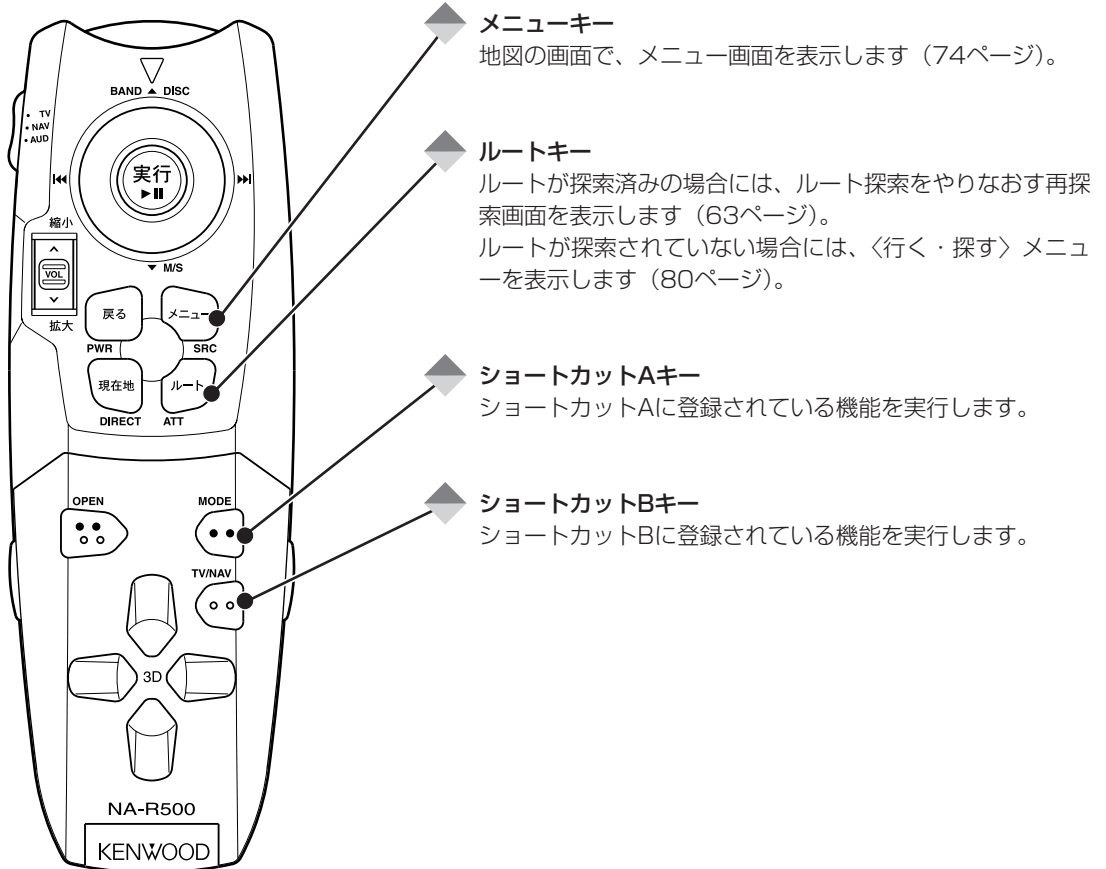 BAND ▲ DISC
• TV
• NAV
• AUD
実行
►II
縮小
VOL
拡大
▼ M/S
戻る
メニュー
PWR
SRC
現在地
ルート
DIRECT
ATT
OPEN
MODE
TV/NAV
3D
NA-R500
KENWOOD
メニューキー
地図の画面で、メニュー画面を表示します（74ページ）。
ルートキー
ルートが探索済みの場合には、ルート探索をやりなおす再探
索画面を表示します（63ページ）。
ルートが探索されていない場合には、〈行く・探す〉メニュ
ーを表示します（80ページ）。
ショートカットAキー
ショートカットAに登録されている機能を実行します。
ショートカットBキー
ショートカットBに登録されている機能を実行します。